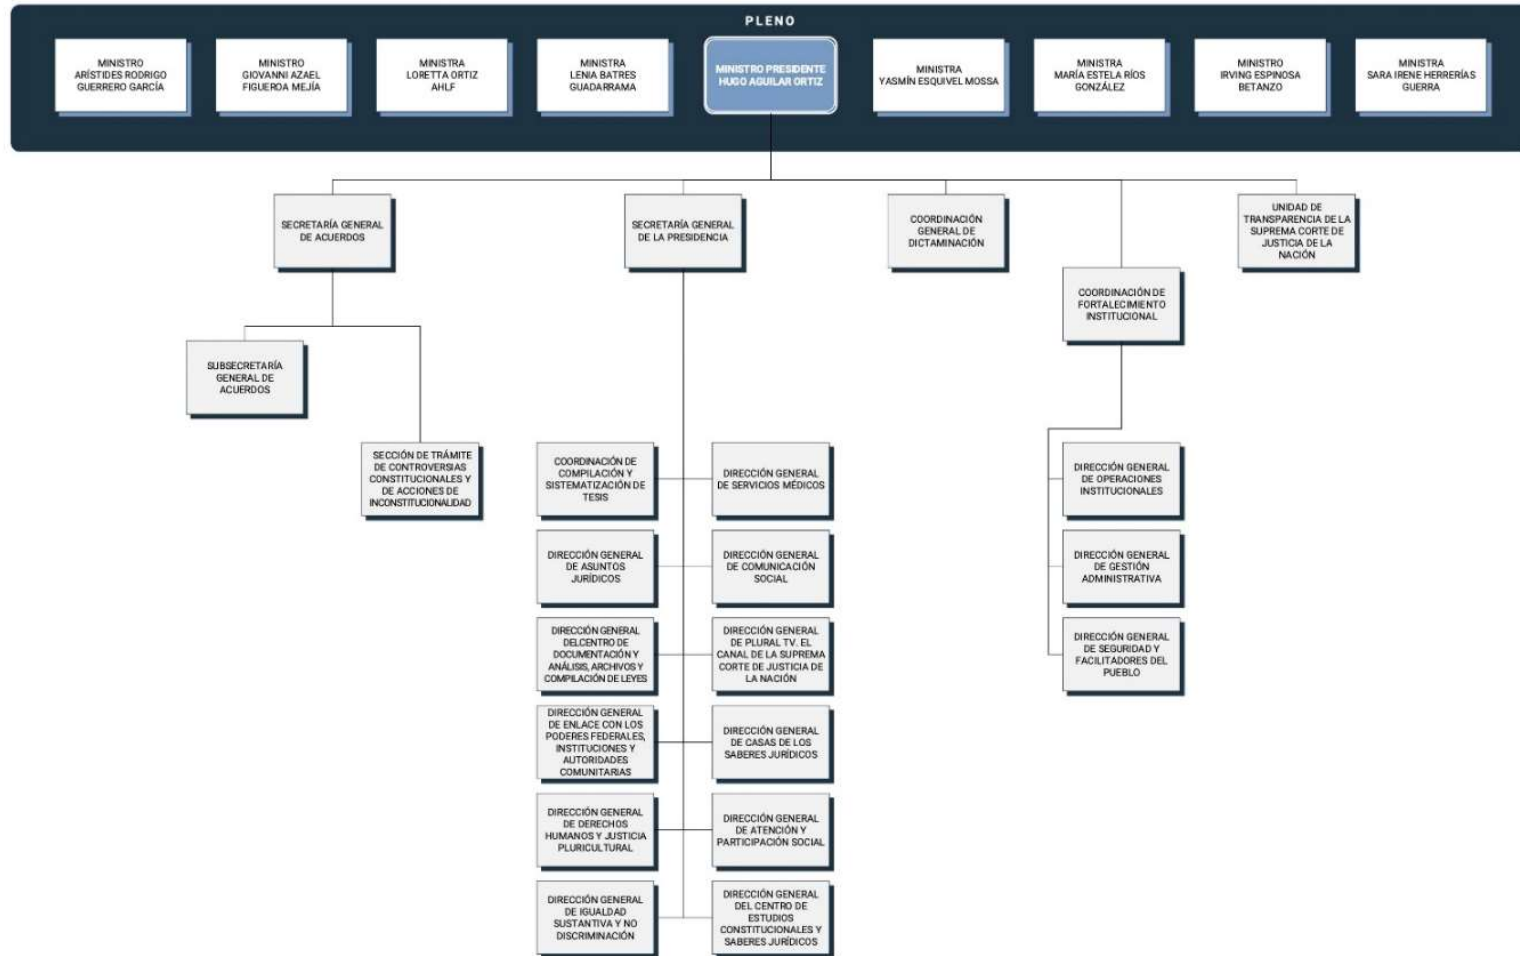 PLENO
MINISTRO
ARÍSTIDES RODRIGO
GUERRERO GARCÍA
MINISTRO
GIOVANNI AZAEL
FIGUEROA MEJÍA
MINISTRA
LORETTA ORTIZ
AHLF
MINISTRA
LENIA BATRES
GUADARRAMA
MINISTRO PRESIDENTE
HUGO AGUILAR ORTIZ
MINISTRA
YASMÍN ESQUIVEL MOSSA
MINISTRA
MARÍA ESTELA RÍOS
GONZÁLEZ
MINISTRO
IRVING ESPINOSA
BETANZO
MINISTRA
SARA IRENE HERRERÍAS
GUERRA
SECRETARÍA GENERAL
DE ACUERDOS
SECRETARÍA GENERAL
DE LA PRESIDENCIA
COORDINACIÓN
GENERAL DE
DICTAMINACIÓN
UNIDAD DE
TRANSPARENCIA DE LA
SUPREMA CORTE DE
JUSTICIA DE LA
NACIÓN
COORDINACIÓN DE
FORTALECIMIENTO
INSTITUCIONAL
SUBSECRETARÍA
GENERAL DE
ACUERDOS
SECCIÓN DE TRÁMITE
DE CONTROVERSIAS
CONSTITUCIONALES Y
DE ACCIONES DE
INCONSTITUCIONALIDAD
COORDINACIÓN DE
COMPILACIÓN Y
SISTEMATIZACIÓN DE
TESIS
DIRECCIÓN GENERAL
DE SERVICIOS MÉDICOS
DIRECCIÓN GENERAL
DE OPERACIONES
INSTITUCIONALES
DIRECCIÓN GENERAL
DE ASUNTOS
JURÍDICOS
DIRECCIÓN GENERAL
DE COMUNICACIÓN
SOCIAL
DIRECCIÓN GENERAL
DE GESTIÓN
ADMINISTRATIVA
DIRECCIÓN GENERAL
DELCENTRO DE
DOCUMENTACIÓN Y
ANÁLISIS, ARCHIVOS Y
COMPILACIÓN DE LEYES
DIRECCIÓN GENERAL
DE PLURAL TV. EL
CANAL DE LA SUPREMA
CORTE DE JUSTICIA DE
LA NACIÓN
DIRECCIÓN GENERAL
DE SEGURIDAD Y
FACILITADORES DEL
PUEBLO
DIRECCIÓN GENERAL
DE ENLACE CON LOS
PODERES FEDERALES,
INSTITUCIONES Y
AUTORIDADES
COMUNITARIAS
DIRECCIÓN GENERAL
DE CASAS DE LOS
SABERES JURÍDICOS
DIRECCIÓN GENERAL
DE DERECHOS
HUMANOS Y JUSTICIA
PLURICULTURAL
DIRECCIÓN GENERAL
DE ATENCIÓN Y
PARTICIPACIÓN SOCIAL
DIRECCIÓN GENERAL
DE IGUALDAD
SUSTANTIVA Y NO
DISCRIMINACIÓN
DIRECCIÓN GENERAL
DEL CENTRO DE
ESTUDIOS
CONSTITUCIONALES Y
SABERES JURÍDICOS